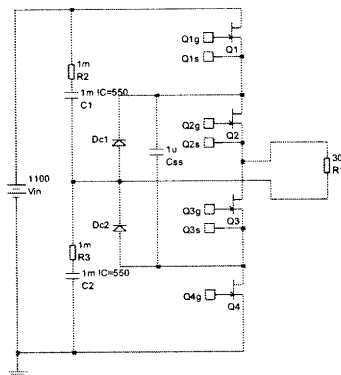 Q1g
Q1
Q1s
1m
R2
1m IC=550
C1
Q2g
Q2
Q2s
Dc1
1u
Css
30
R1
1100
Vin
Q3g
Q3
Q3s
Dc2
1m
R3
1m IC=550
C2
Q4g
Q4